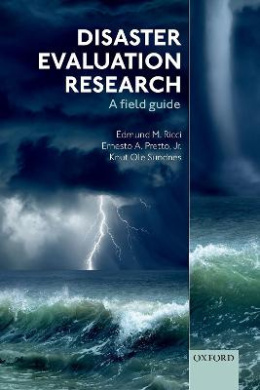 DISASTER
EVALUATION
RESEARCH
A field guide
Edmund M. Ricci
Ernesto A. Pretto, Jr.
Knut Ole Sundnes
OXFORD